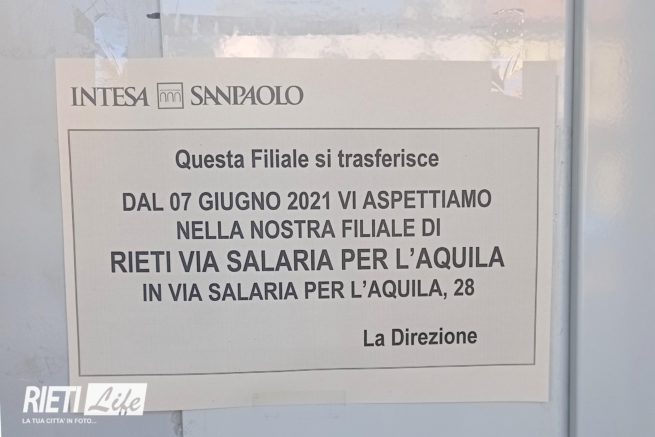 INTESA SANPAOLO
Questa Filiale si trasferisce
DAL 07 GIUGNO 2021 VI ASPETTIAMO
NELLA NOSTRA FILIALE DI
RIETI VIA SALARIA PER L'AQUILA
IN VIA SALARIA PER L'AQUILA, 28
La Direzione
RIETI Life
LA TUA CITTA' IN FOTO...